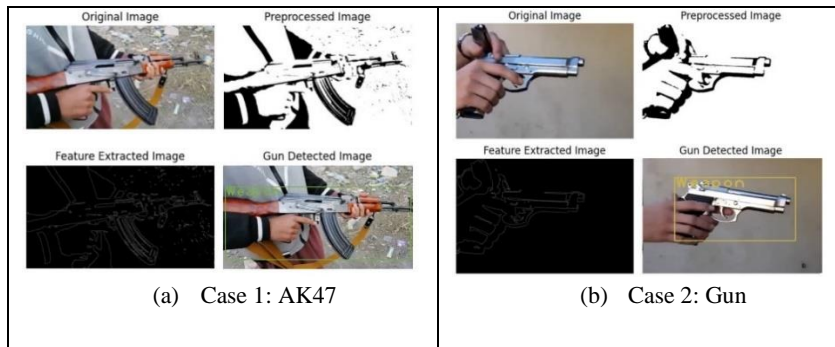 Original Image
Preprocessed Image
Feature Extracted Image
Gun Detected Image
Weapon
(a) Case 1: AK47
Original Image
Preprocessed Image
Feature Extracted Image
Gun Detected Image
Weapon
(b) Case 2: Gun